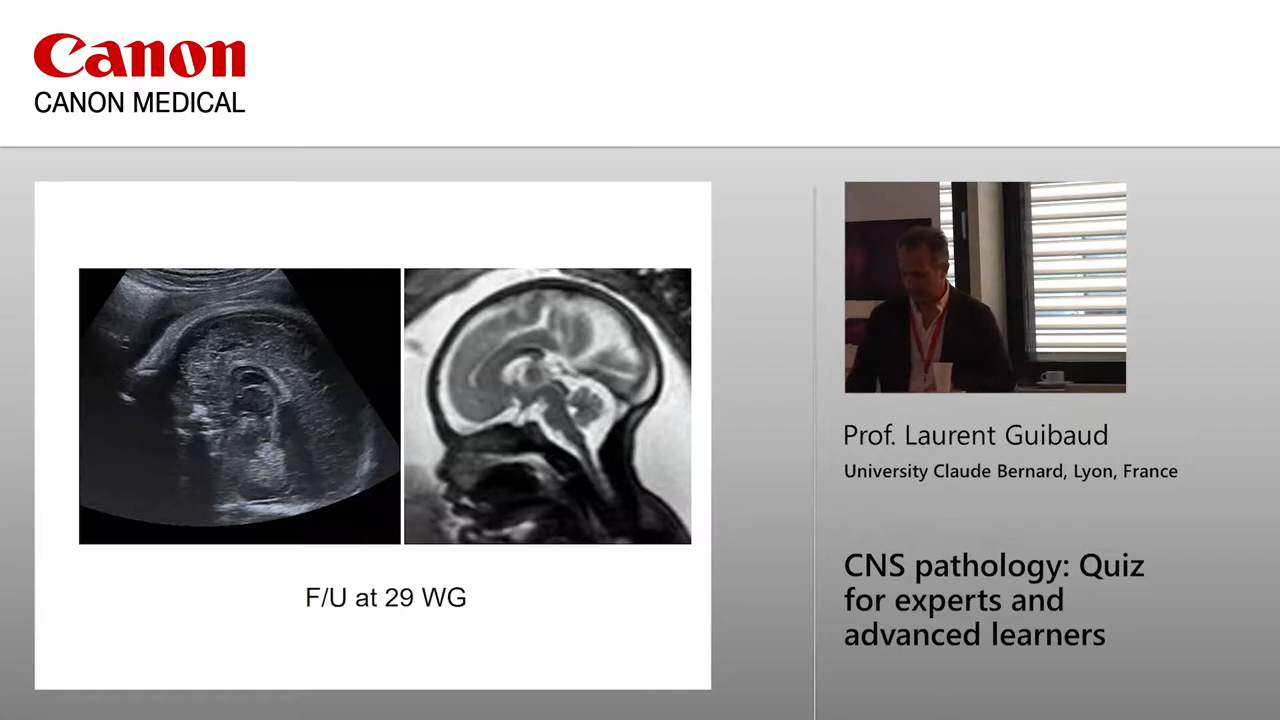 Canon
CANON MEDICAL
F/U at 29 WG
Prof. Laurent Guibaud
University Claude Bernard, Lyon, France
CNS pathology: Quiz
for experts and
advanced learners